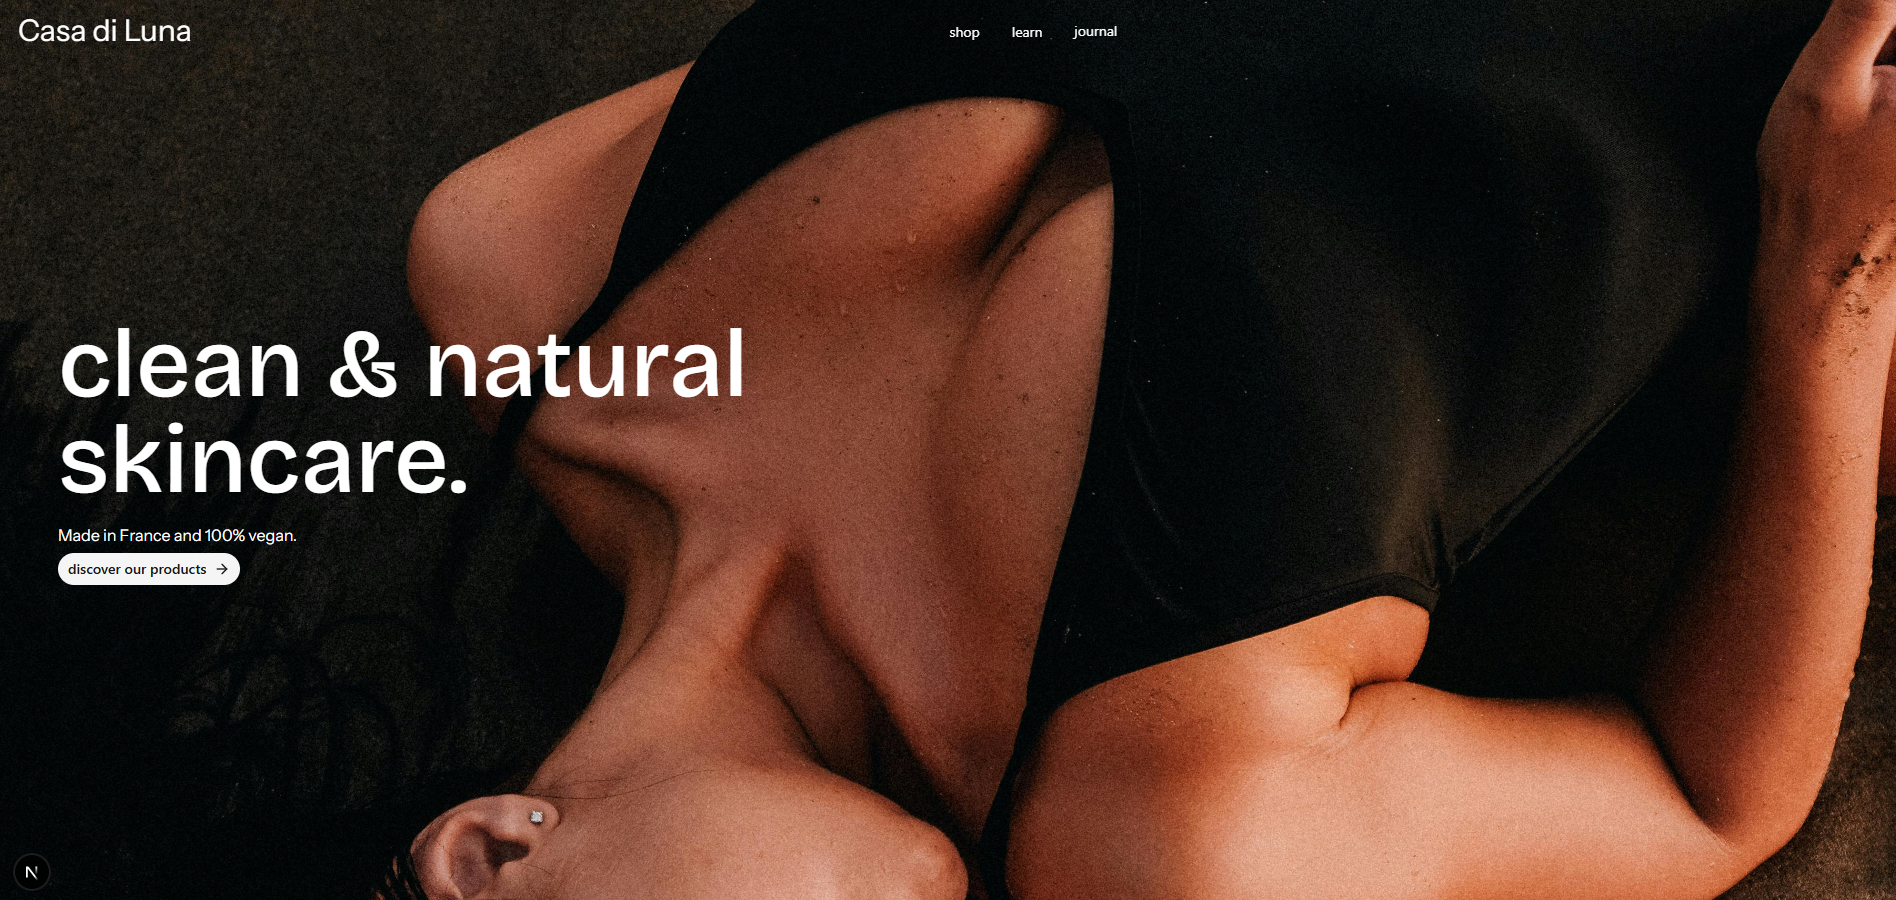 Casa di Luna
shop learn journal
clean & natural
skincare.
Made in France and 100% vegan.
discover our products →
N